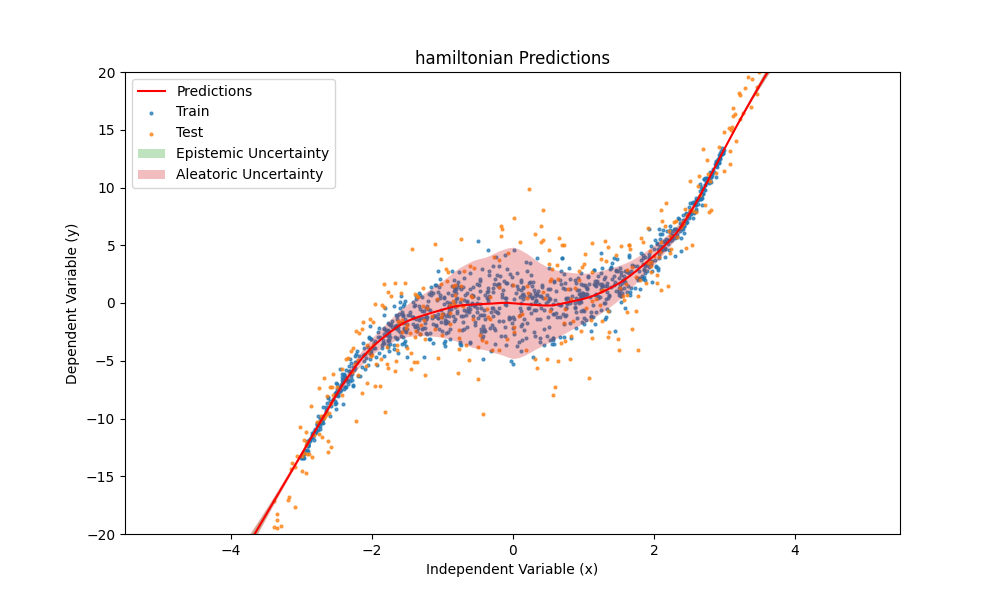 hamiltonian Predictions
20
15
10
5
0
−5
−10
−15
−20
Dependent Variable (y)
Predictions
Train
Test
Epistemic Uncertainty
Aleatoric Uncertainty
−4
−2
0
2
4
Independent Variable (x)